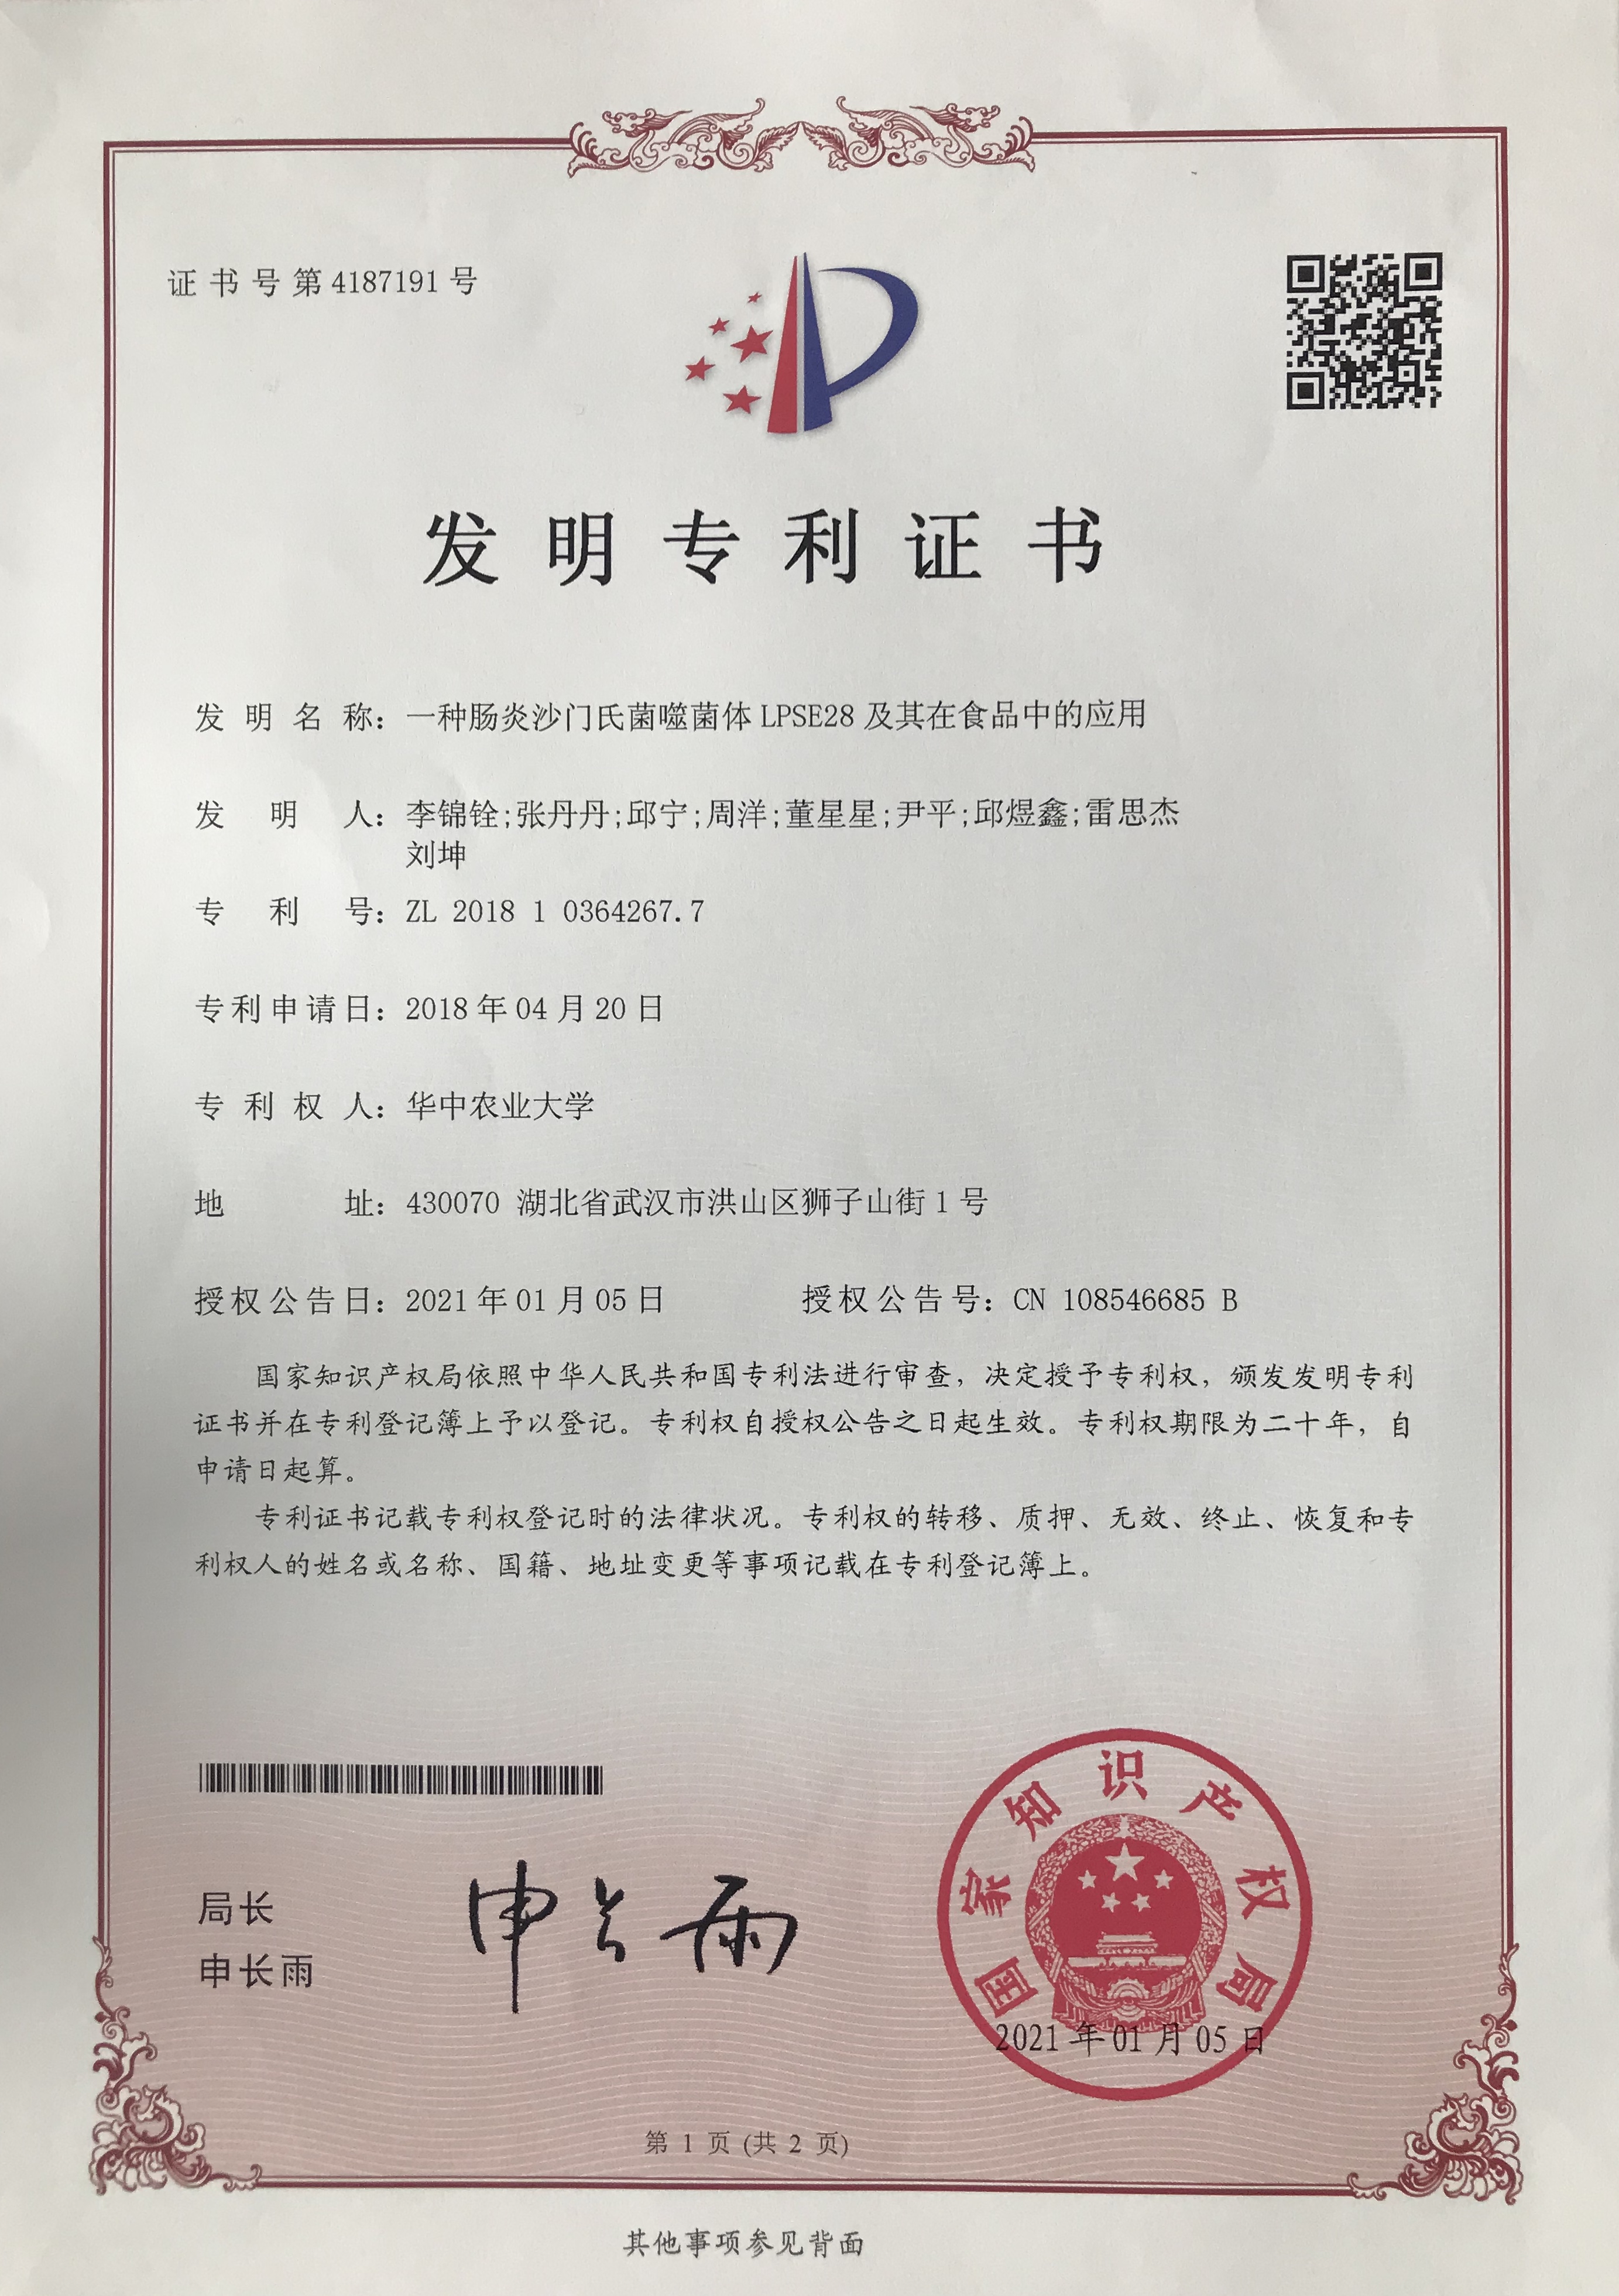 证书号第4187191号
发明专利证书
发明名称：一种肠炎沙门氏菌噬菌体LPSE28及其在食品中的应用
发明人：李锦铨;张丹丹;邱宁;周洋;董星星;尹平;邱煜鑫;雷思杰
刘坤
专利号：ZL 2018 1 0364267.7
专利申请日：2018年04月20日
专利权人：华中农业大学
地址：430070 湖北省武汉市洪山区狮子山街1号
授权公告日：2021年01月05日 授权公告号：CN 108546685 B
国家知识产权局依照中华人民共和国专利法进行审查，决定授予专利权，颁发发明专利
证书并在专利登记簿上予以登记。专利权自授权公告之日起生效。专利权期限为二十年，自
申请日起算。
专利证书记载专利权登记时的法律状况。专利权的转移、质押、无效、终止、恢复和专
利权人的姓名或名称、国籍、地址变更等事项记载在专利登记簿上。
局长
申长雨
申长雨
国家知识产权局
2021年01月05日
第 1 页 (共 2 页)
其他事项参见背面